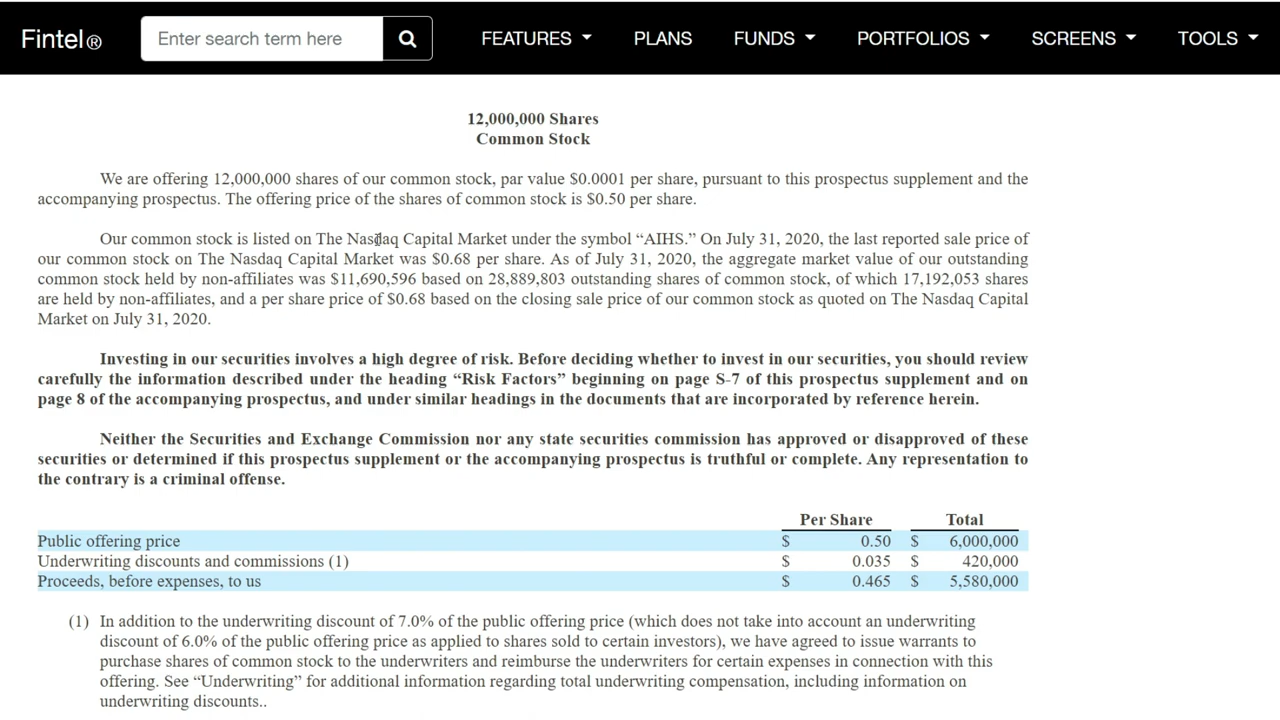 Fintel®
Enter search term here
FEATURES
PLANS
FUNDS
PORTFOLIOS
SCREENS
TOOLS
12,000,000 Shares
Common Stock
We are offering 12,000,000 shares of our common stock, par value $0.0001 per share, pursuant to this prospectus supplement and the
accompanying prospectus. The offering price of the shares of common stock is $0.50 per share.
Our common stock is listed on The Nasdaq Capital Market under the symbol “AIHS.” On July 31, 2020, the last reported sale price of
our common stock on The Nasdaq Capital Market was $0.68 per share. As of July 31, 2020, the aggregate market value of our outstanding
common stock held by non-affiliates was $11,690,596 based on 28,889,803 outstanding shares of common stock, of which 17,192,053 shares
are held by non-affiliates, and a per share price of $0.68 based on the closing sale price of our common stock as quoted on The Nasdaq Capital
Market on July 31, 2020.
Investing in our securities involves a high degree of risk. Before deciding whether to invest in our securities, you should review
carefully the information described under the heading “Risk Factors” beginning on page S-7 of this prospectus supplement and on
page 8 of the accompanying prospectus, and under similar headings in the documents that are incorporated by reference herein.
Neither the Securities and Exchange Commission nor any state securities commission has approved or disapproved of these
securities or determined if this prospectus supplement or the accompanying prospectus is truthful or complete. Any representation to
the contrary is a criminal offense.
Per Share Total
Public offering price $ 0.50 $ 6,000,000
Underwriting discounts and commissions (1) $ 0.035 $ 420,000
Proceeds, before expenses, to us $ 0.465 $ 5,580,000
(1) In addition to the underwriting discount of 7.0% of the public offering price (which does not take into account an underwriting
discount of 6.0% of the public offering price as applied to shares sold to certain investors), we have agreed to issue warrants to
purchase shares of common stock to the underwriters and reimburse the underwriters for certain expenses in connection with this
offering. See “Underwriting” for additional information regarding total underwriting compensation, including information on
underwriting discounts..